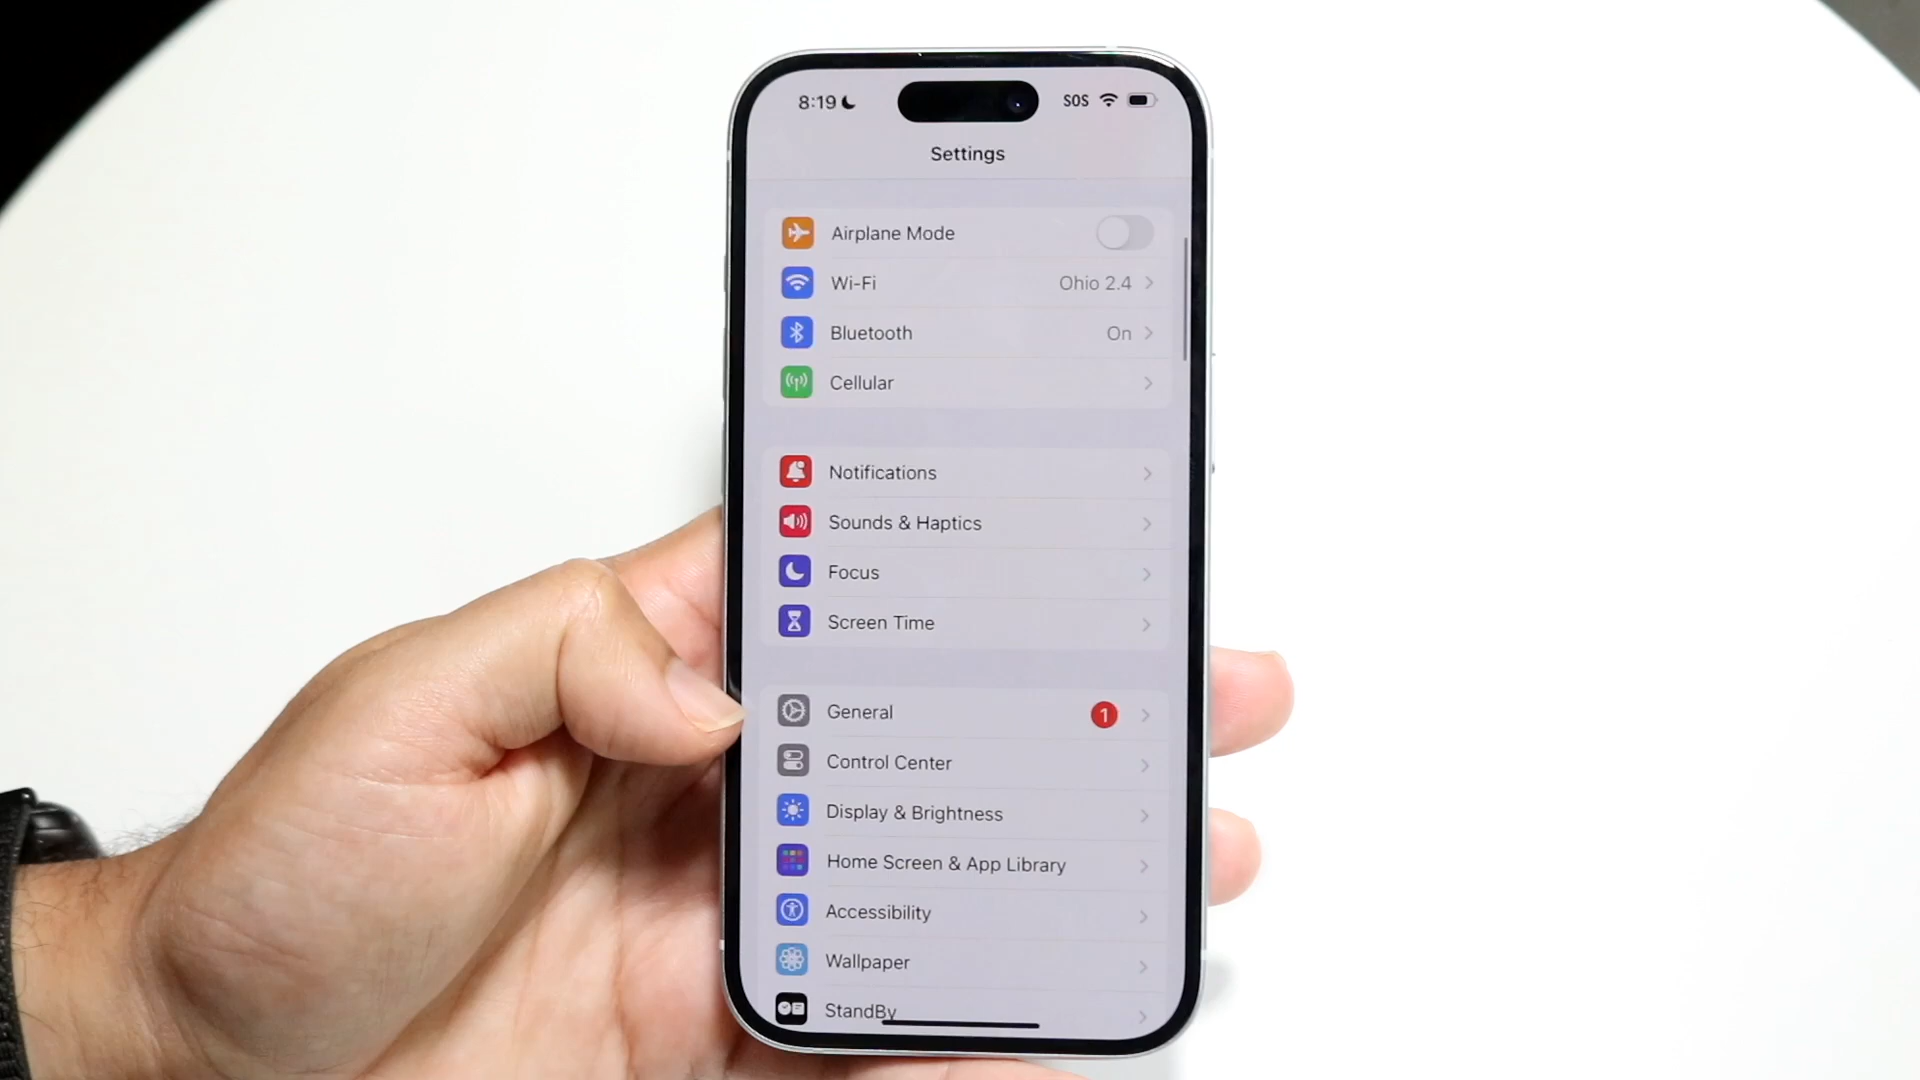 8:19 SOS
Settings
Airplane Mode
Wi-Fi Ohio 2.4
Bluetooth On
Cellular
Notifications
Sounds & Haptics
Focus
Screen Time
General 1
Control Center
Display & Brightness
Home Screen & App Library
Accessibility
Wallpaper
StandBy